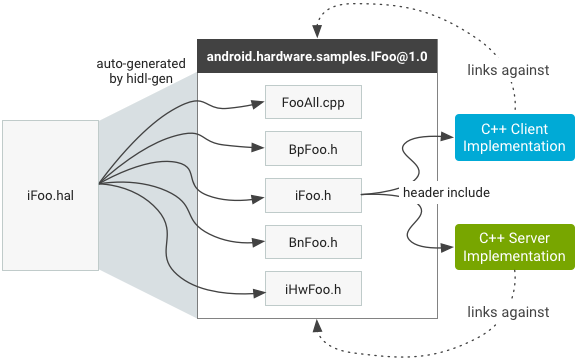 auto-generated
by hidl-gen
android.hardware.samples.IFoo@1.0
links against
FooAll.cpp
C++ Client
Implementation
BpFoo.h
iFoo.hal
iFoo.h
header include
BnFoo.h
C++ Server
Implementation
iHwFoo.h
links against